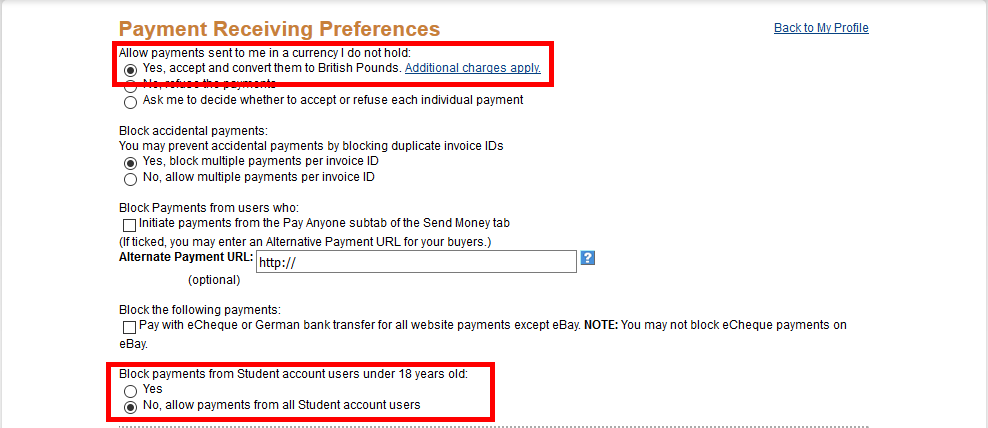 Payment Receiving Preferences
Back to My Profile
Allow payments sent to me in a currency I do not hold:
Yes, accept and convert them to British Pounds. Additional charges apply.
No, refuse the payments
Ask me to decide whether to accept or refuse each individual payment
Block accidental payments:
You may prevent accidental payments by blocking duplicate invoice IDs
Yes, block multiple payments per invoice ID
No, allow multiple payments per invoice ID
Block Payments from users who:
Initiate payments from the Pay Anyone subtab of the Send Money tab
(If ticked, you may enter an Alternative Payment URL for your buyers.)
Alternate Payment URL: http:// ?
(optional)
Block the following payments:
Pay with eCheque or German bank transfer for all website payments except eBay. NOTE: You may not block eCheque payments on
eBay.
Block payments from Student account users under 18 years old:
Yes
No, allow payments from all Student account users